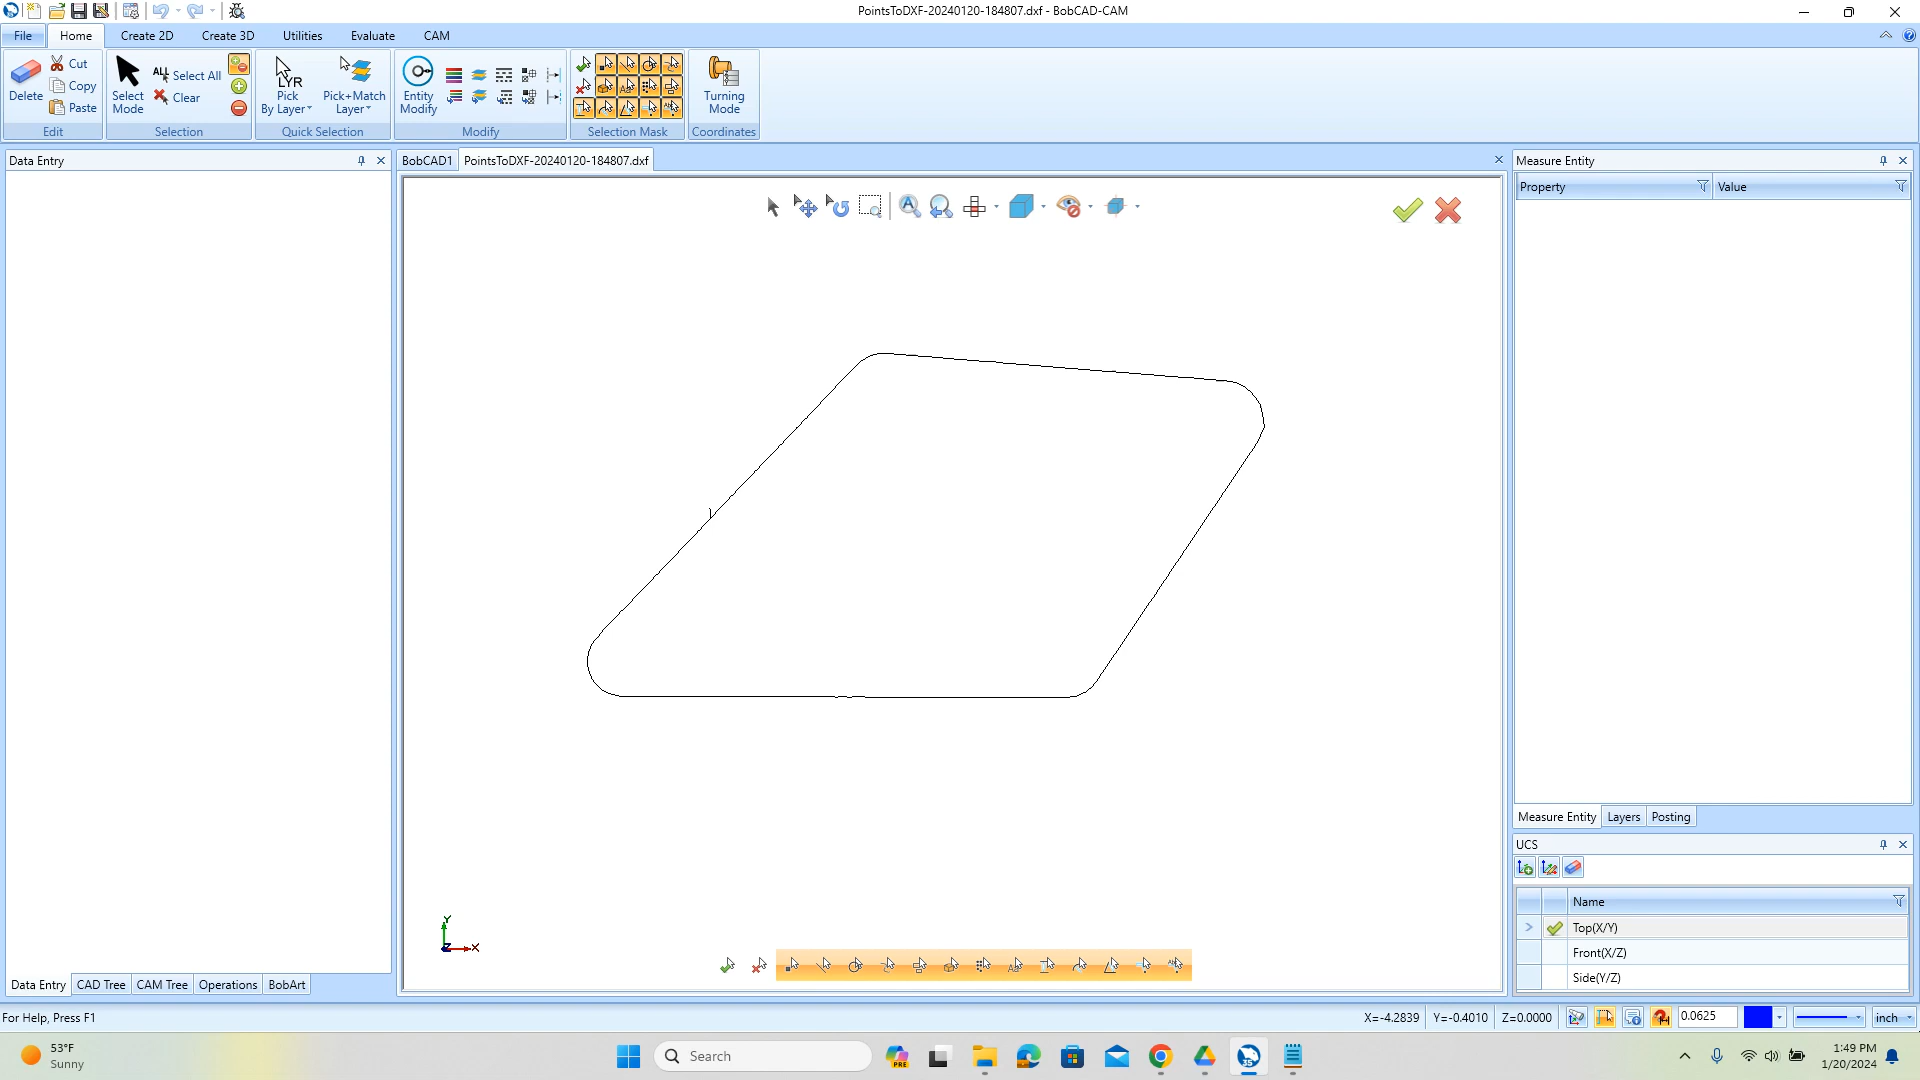 PointsToDXF-20240120-184807.dxf - BobCAD-CAM
File Home Create 2D Create 3D Utilities Evaluate CAM
Delete
Cut
Copy
Paste
Edit
Select Mode
ALL Select All
Clear
Selection
LYR
Pick By Layer
Pick+Match Layer
Quick Selection
Entity Modify
Modify
Selection Mask
Turning Mode
Coordinates
Data Entry
BobCAD1 PointsToDXF-20240120-184807.dxf
Measure Entity
Property Value
Y
X
Z
Measure Entity Layers Posting
UCS
Name
Top(X/Y)
Front(X/Z)
Side(Y/Z)
Data Entry CAD Tree CAM Tree Operations BobArt
For Help, Press F1
X=-4.2839 Y=-0.4010 Z=0.0000 0.0625 inch
53°F
Sunny
Search
PRE
1:49 PM
1/20/2024